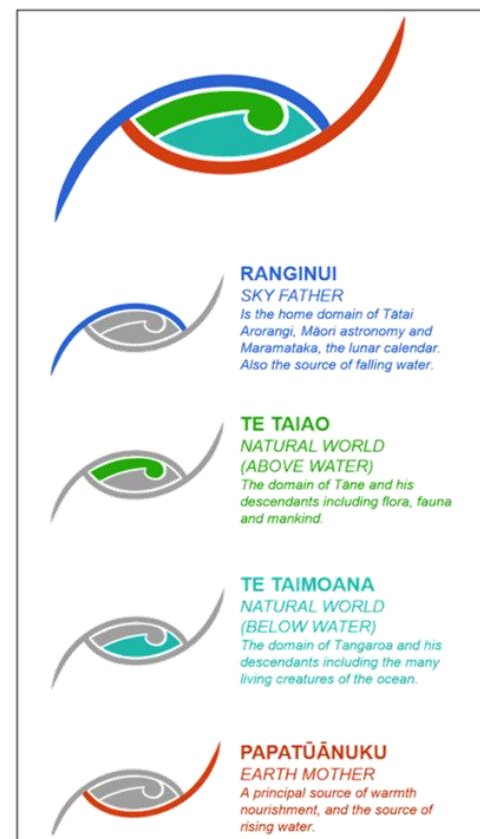 RANGINUI
SKY FATHER
Is the home domain of Tātai
Arorangi, Māori astronomy and
Maramataka, the lunar calendar.
Also the source of falling water.
TE TAIAO
NATURAL WORLD
(ABOVE WATER)
The domain of Tāne and his
descendants including flora, fauna
and mankind.
TE TAIMOANA
NATURAL WORLD
(BELOW WATER)
The domain of Tangaroa and his
descendants including the many
living creatures of the ocean.
PAPATŪĀNUKU
EARTH MOTHER
A principal source of warmth
nourishment, and the source of
rising water.